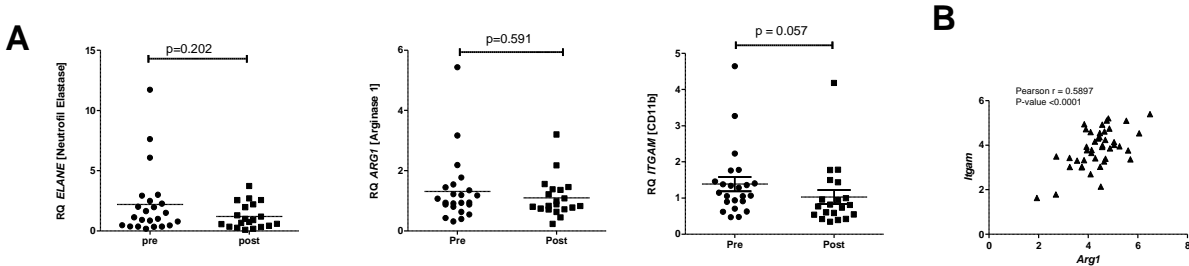 A
B
p=0.202
RQ ELANE [Neutrofil Elastase]
15
10
5
0
pre
post
p=0.591
RQ ARG1 [Arginase 1]
6
4
2
0
Pre
Post
p = 0.057
RQ ITGAM [CD11b]
5
4
3
2
1
0
Pre
Post
Pearson r = 0.5897
P-value <0.0001
Itgam
6
4
2
0
0
2
4
6
8
Arg1